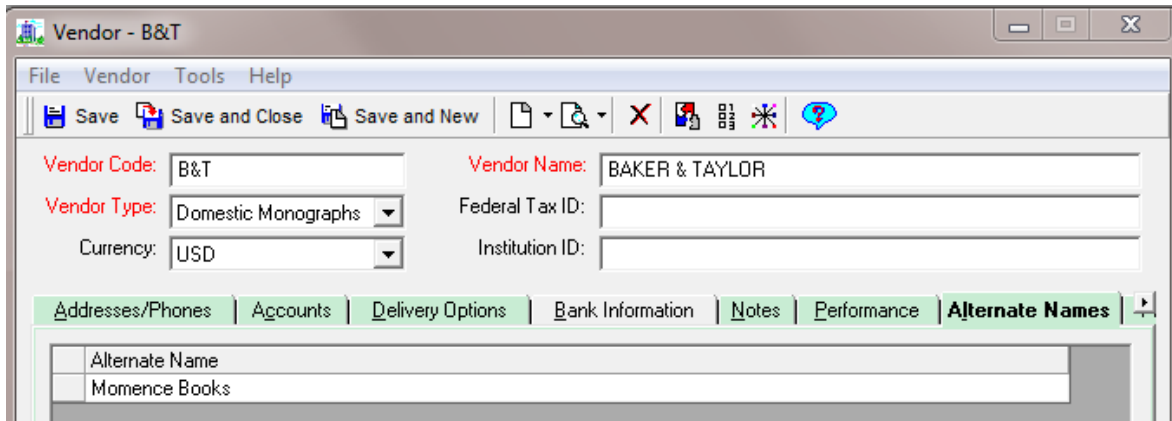 Vendor - B&T
File Vendor Tools Help
Save Save and Close Save and New
Vendor Code: B&T Vendor Name: BAKER & TAYLOR
Vendor Type: Domestic Monographs Federal Tax ID:
Currency: USD Institution ID:
Addresses/Phones Accounts Delivery Options Bank Information Notes Performance Alternate Names
Alternate Name
Momence Books